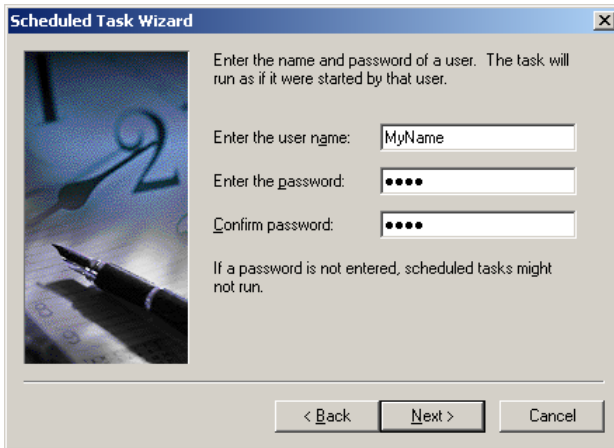 Scheduled Task Wizard
Enter the name and password of a user. The task will
run as if it were started by that user.
Enter the user name: MyName
Enter the password: ●●●●
Confirm password: ●●●●
If a password is not entered, scheduled tasks might
not run.
< Back Next > Cancel